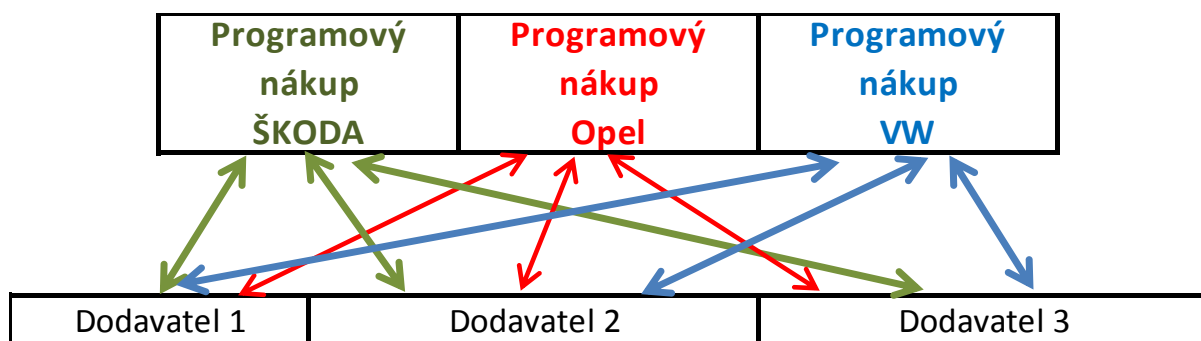 Programový Programový Programový
nákup nákup nákup
ŠKODA Opel VW
Dodavatel 1 Dodavatel 2 Dodavatel 3